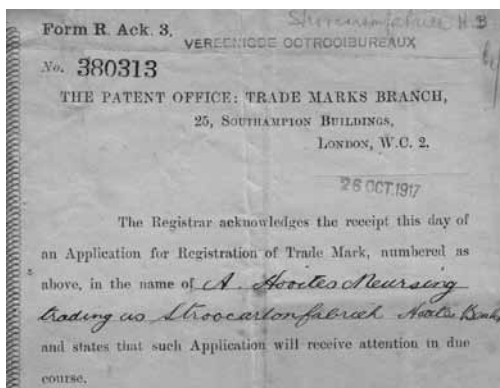 Form R. Ack. 3.
VEREENIGDE OCTROOIBUREAUX
No. 380313
THE PATENT OFFICE: TRADE MARKS BRANCH,
25, SOUTHAMPTON BUILDINGS,
LONDON, W.C. 2.
26 OCT. 1917
The Registrar acknowledges the receipt this day of
an Application for Registration of Trade Mark, numbered as
above, in the name of A. Hooites Meursing
trading as Stroocartonfabriek Hooites
and states that such Application will receive attention in due
course.